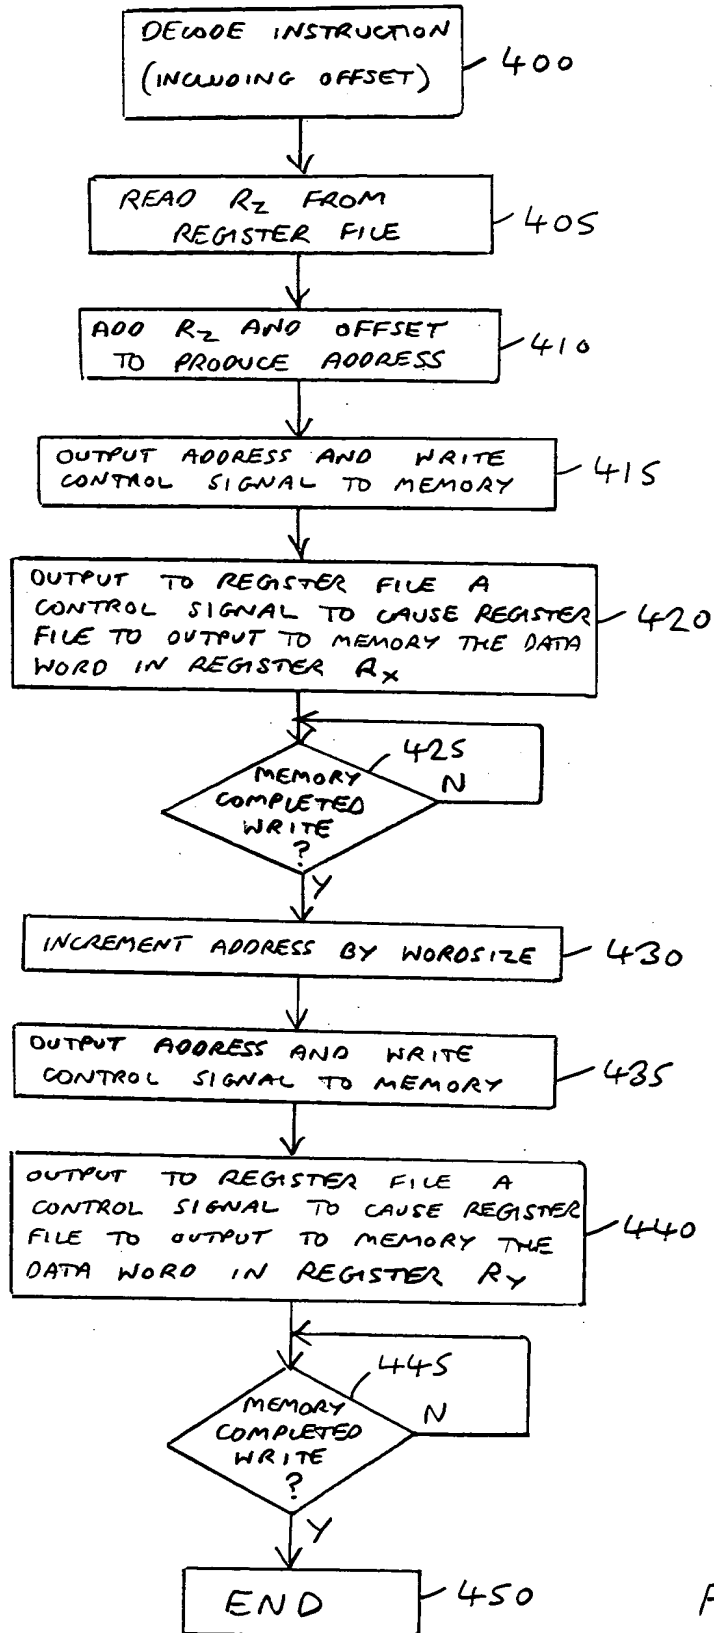 DECODE INSTRUCTION
(INCLUDING OFFSET)
400
READ RZ FROM
REGISTER FILE
405
ADD RZ AND OFFSET
TO PRODUCE ADDRESS
410
OUTPUT ADDRESS AND WRITE
CONTROL SIGNAL TO MEMORY
415
OUTPUT TO REGISTER FILE A
CONTROL SIGNAL TO CAUSE REGISTER
FILE TO OUTPUT TO MEMORY THE DATA
WORD IN REGISTER RX
420
425
MEMORY
COMPLETED
WRITE
?
N
Y
INCREMENT ADDRESS BY WORDSIZE
430
OUTPUT ADDRESS AND WRITE
CONTROL SIGNAL TO MEMORY
435
OUTPUT TO REGISTER FILE A
CONTROL SIGNAL TO CAUSE REGISTER
FILE TO OUTPUT TO MEMORY THE
DATA WORD IN REGISTER RY
440
445
MEMORY
COMPLETED
WRITE
?
N
Y
END
450